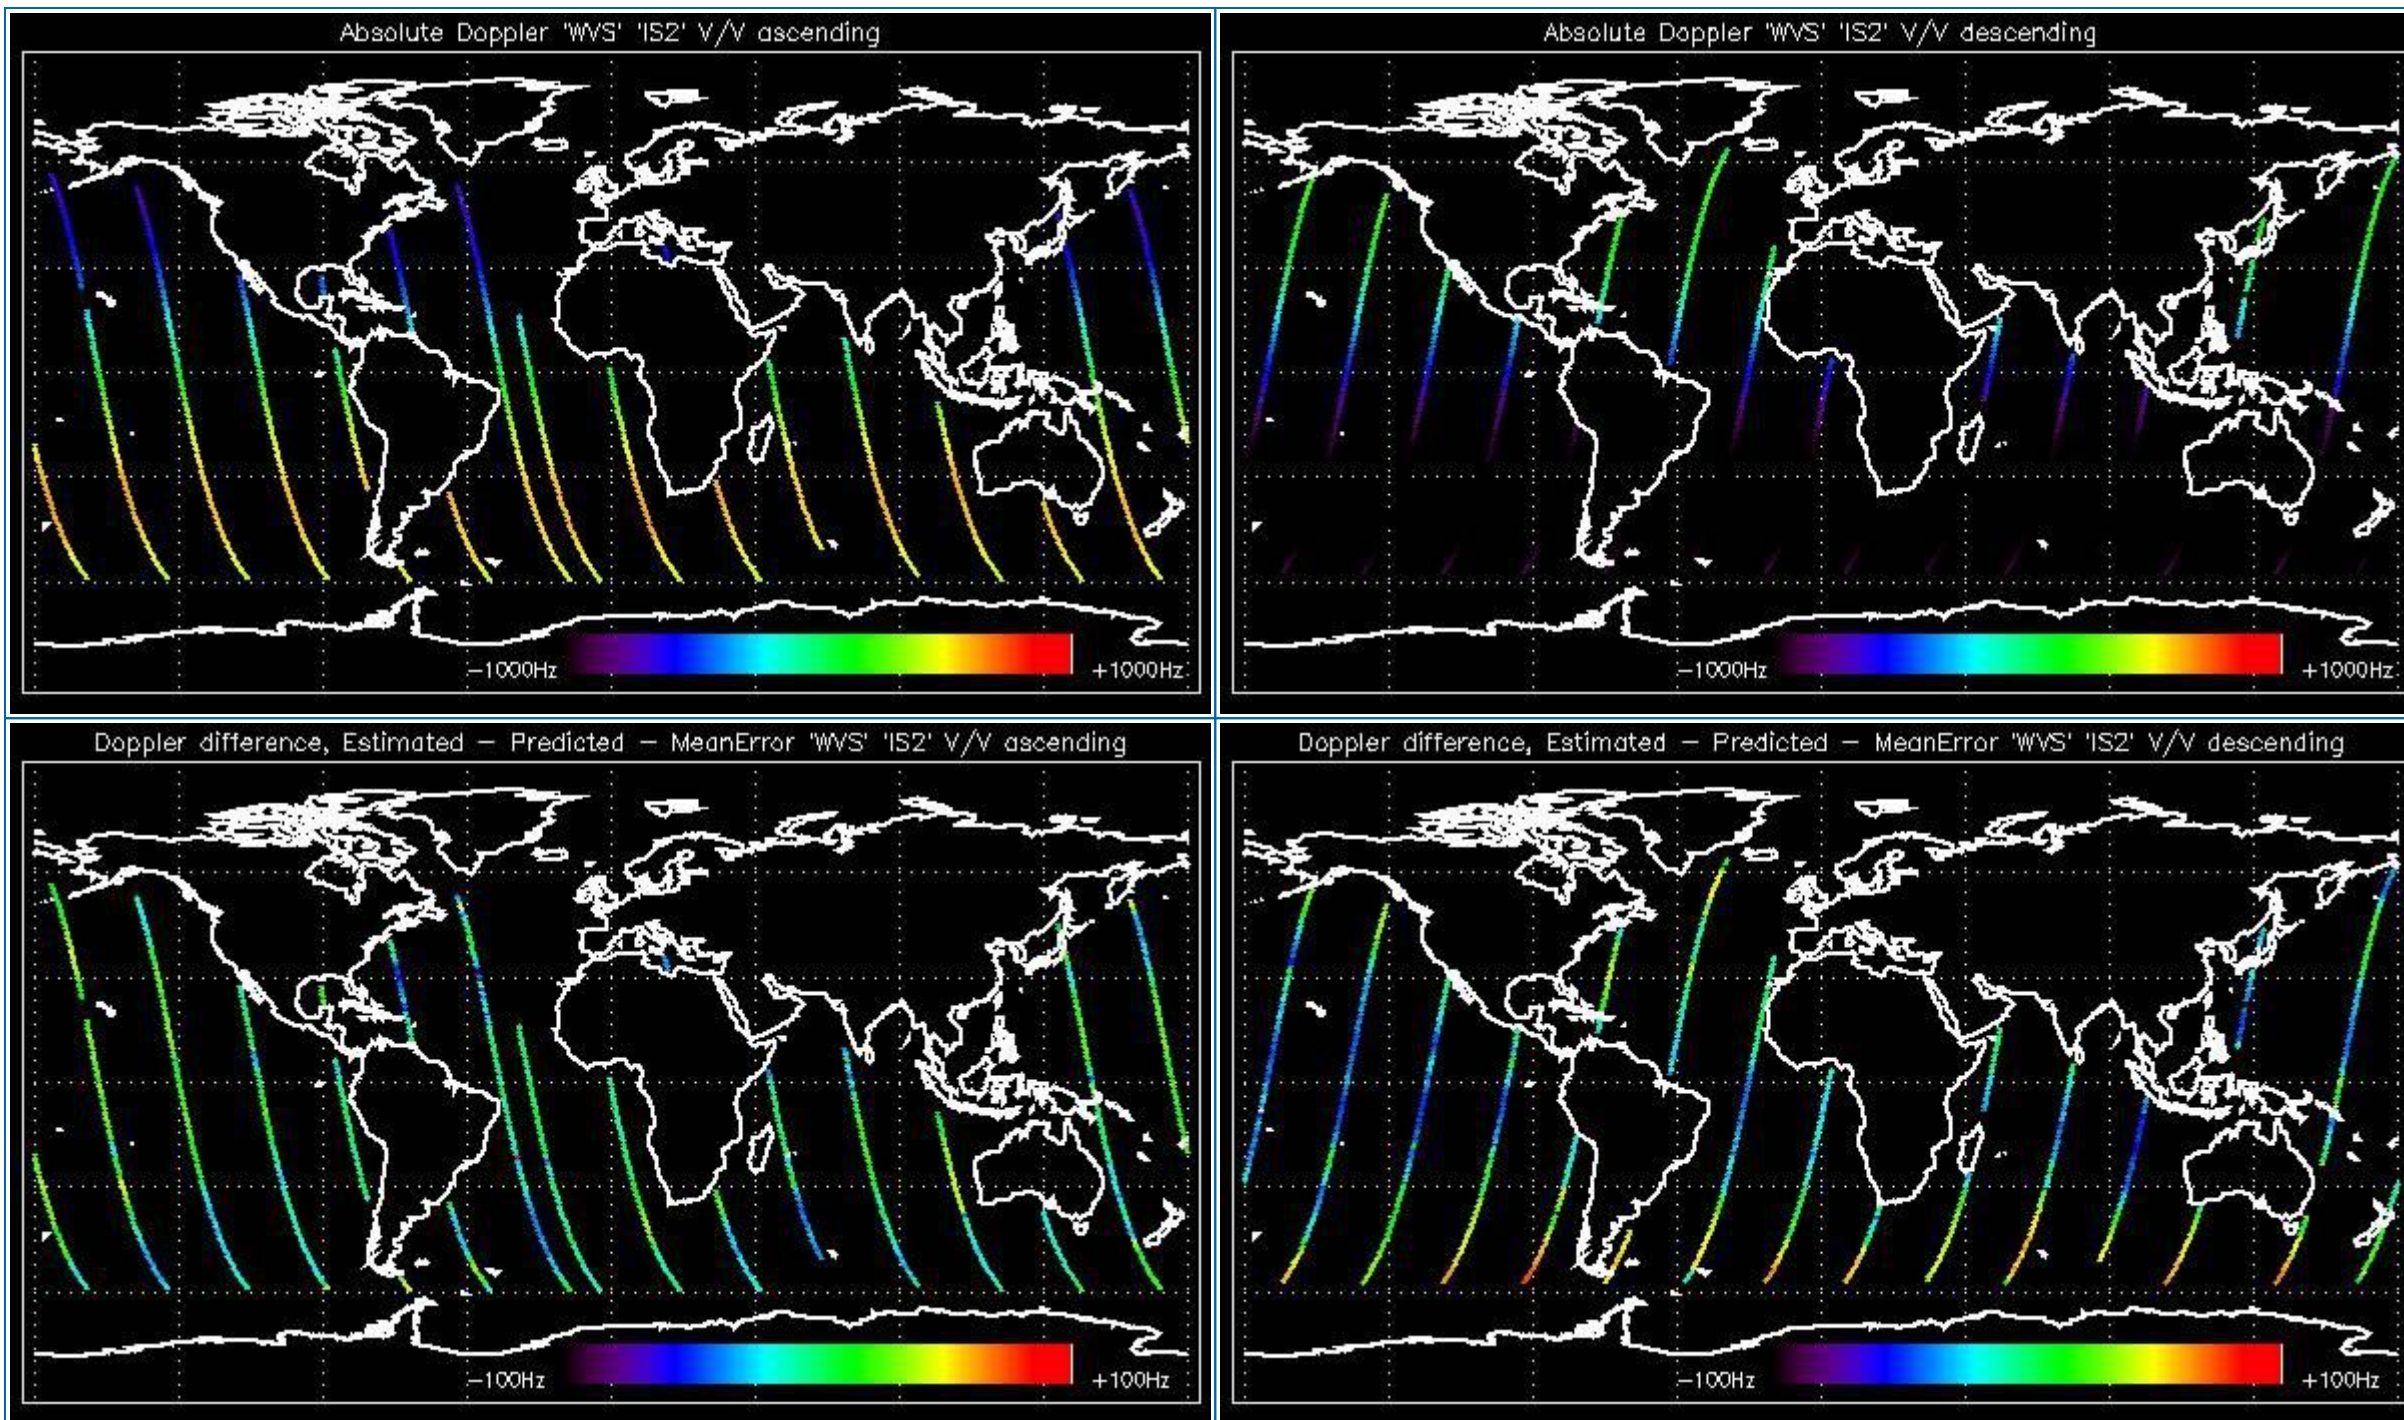 Absolute Doppler 'WVS' 'IS2' V/V ascending
-1000Hz +1000Hz
Absolute Doppler 'WVS' 'IS2' V/V descending
-1000Hz +1000Hz
Doppler difference, Estimated - Predicted - MeanError 'WVS' 'IS2' V/V ascending
-100Hz +100Hz
Doppler difference, Estimated - Predicted - MeanError 'WVS' 'IS2' V/V descending
-100Hz +100Hz